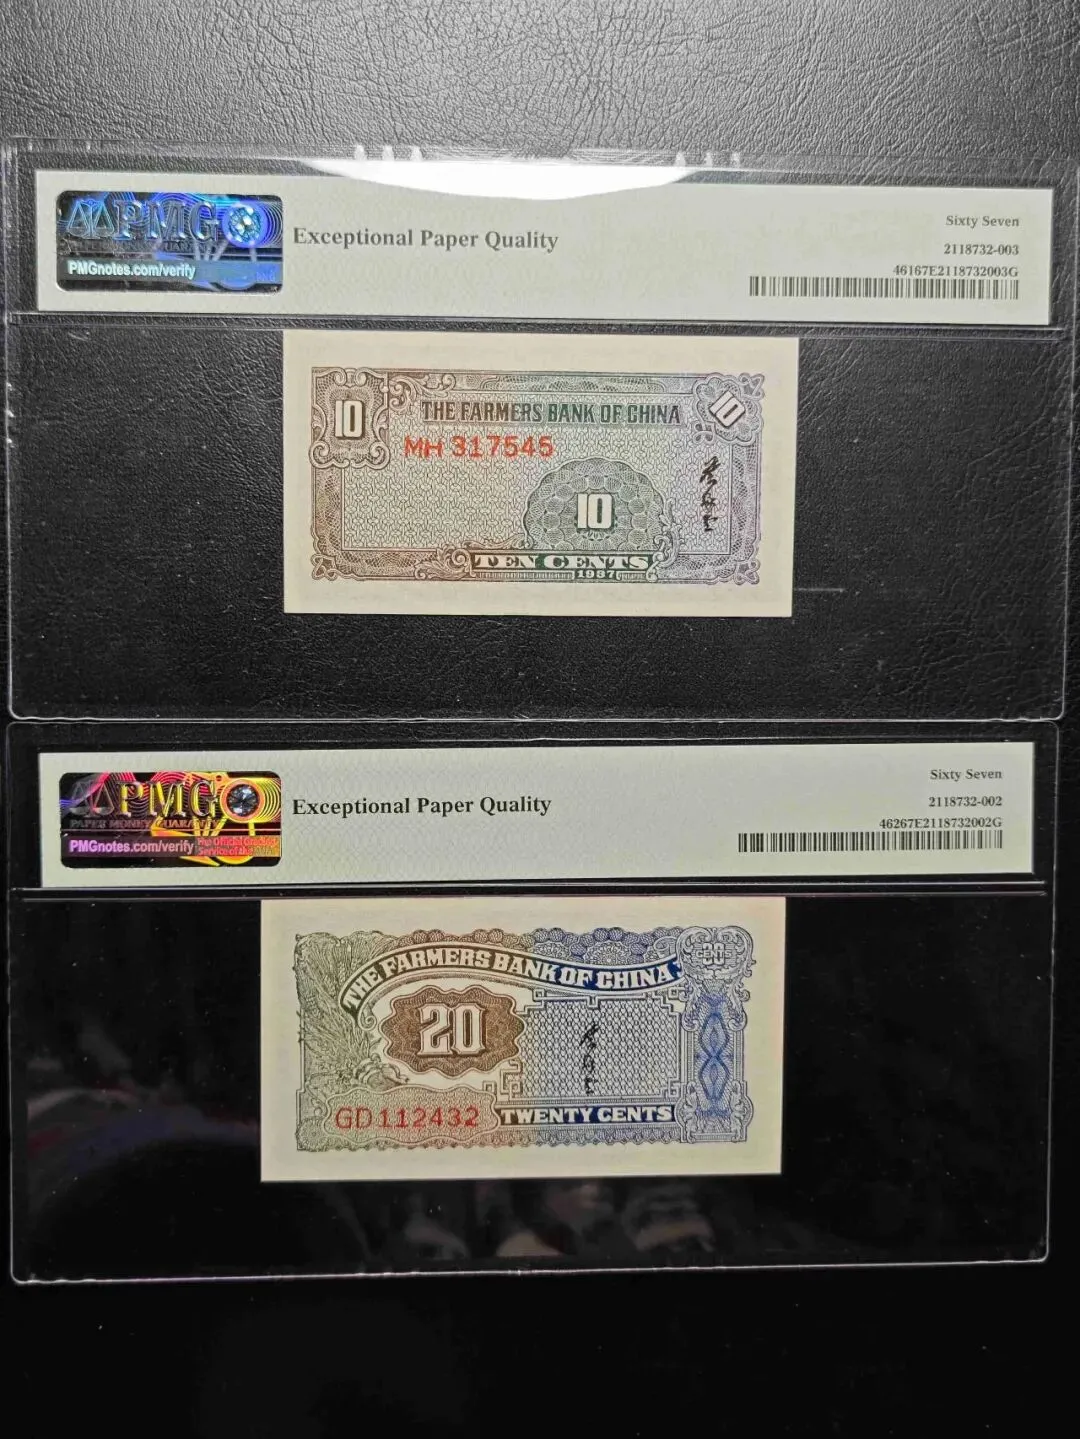 PMG
PMGnotes.com/verify
Exceptional Paper Quality
Sixty Seven
2118732-003
46167E2118732003G
10
THE FARMERS BANK OF CHINA
10
MH 317545
10
TEN CENTS
1937
PMG
PAPER MONEY GUARANTY
PMGnotes.com/verify
Exceptional Paper Quality
Sixty Seven
2118732-002
46267E2118732002G
THE FARMERS BANK OF CHINA
20
CENTS
20
GD112432
TWENTY CENTS